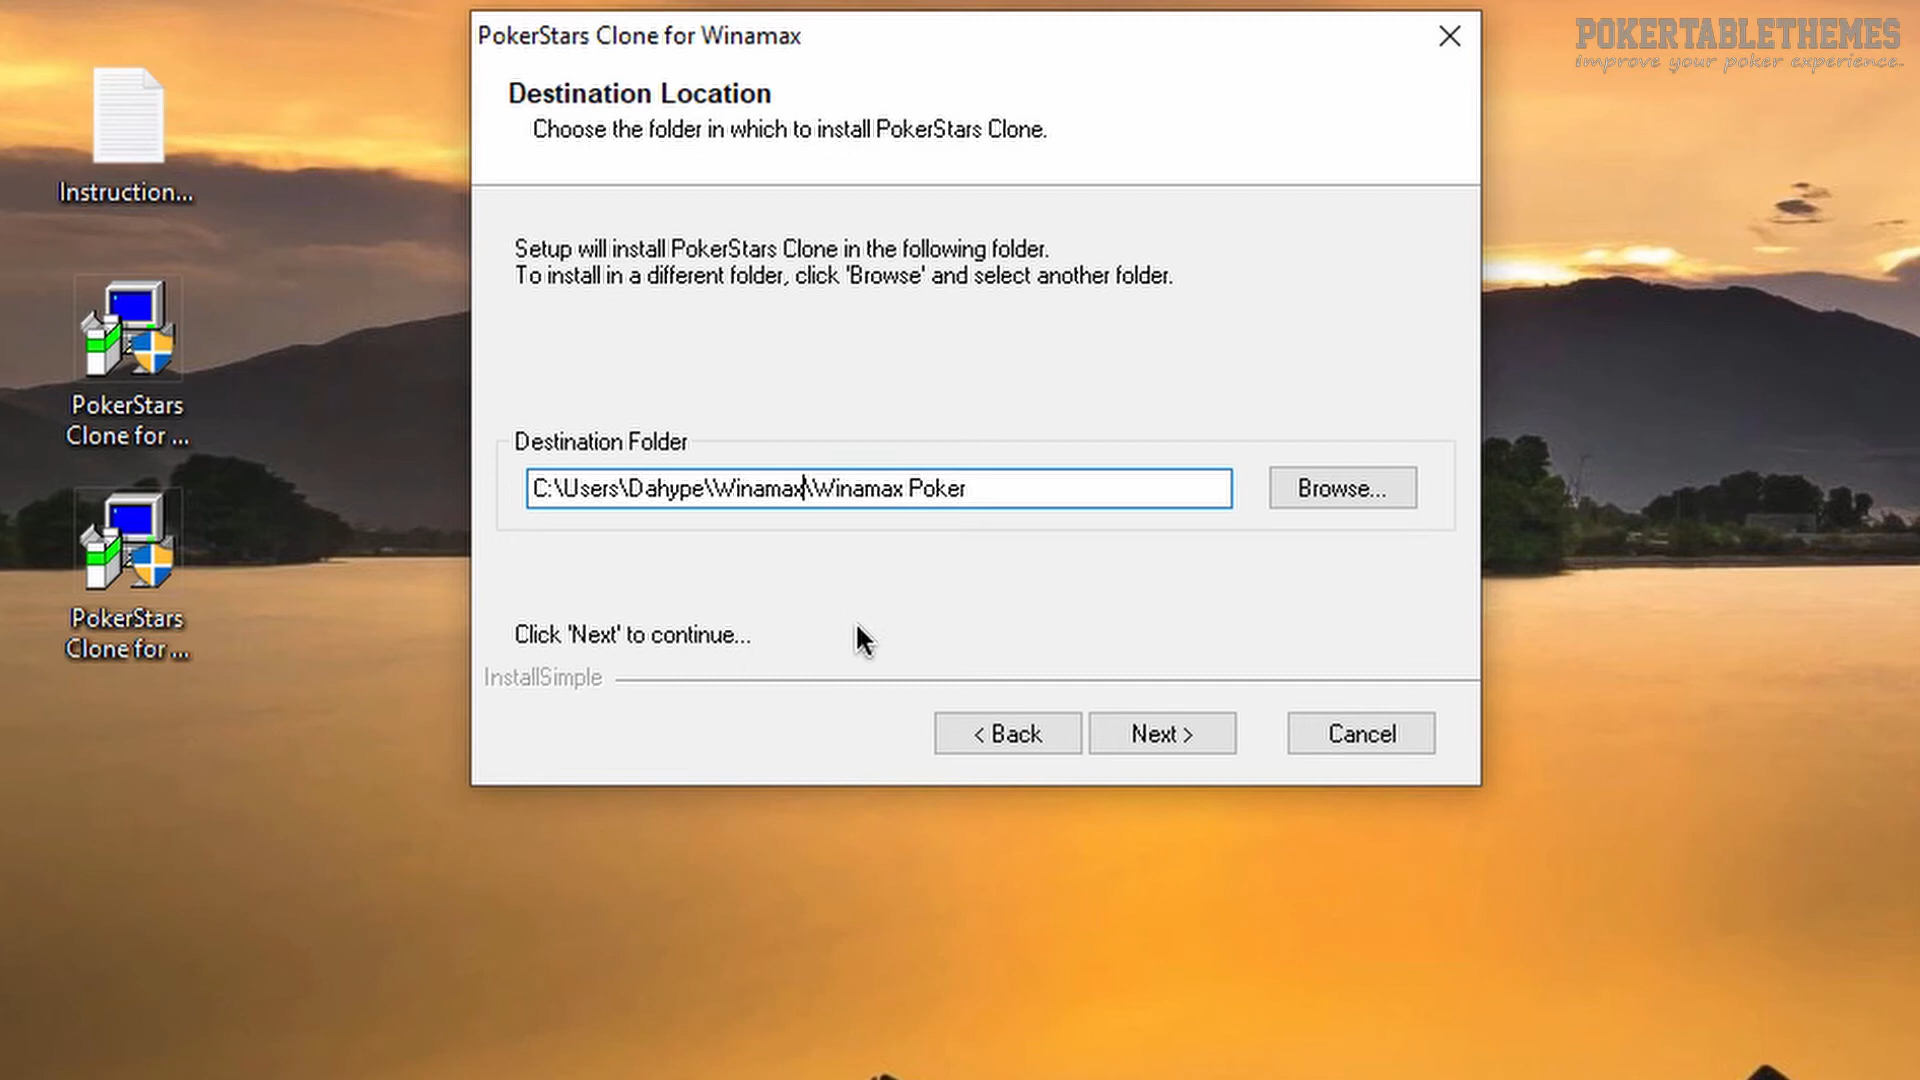 PokerStars Clone for Winamax
POKERTABLETHEMES
improve your poker experience.
Destination Location
Choose the folder in which to install PokerStars Clone.
Instruction...
Setup will install PokerStars Clone in the following folder.
To install in a different folder, click 'Browse' and select another folder.
PokerStars
Clone for ...
Destination Folder
C:\Users\Dahype\Winamax\Winamax Poker
Browse...
PokerStars
Clone for ...
Click 'Next' to continue...
InstallSimple
< Back
Next >
Cancel